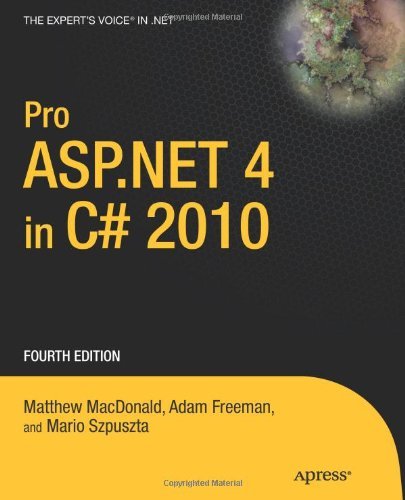 THE EXPERT'S VOICE® IN .NET
Pro
ASP.NET 4
in C# 2010
FOURTH EDITION
Matthew MacDonald, Adam Freeman,
and Mario Szpuszta
Apress®